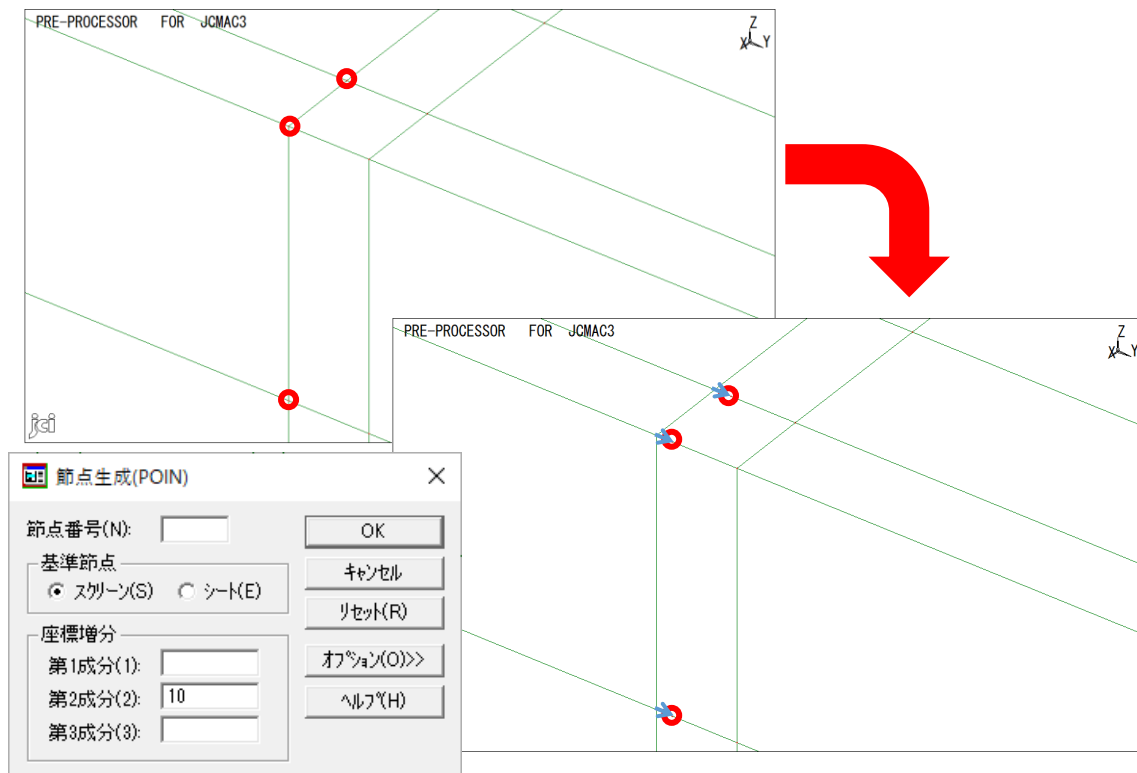 PRE-PROCESSOR FOR JCMAC3
Z
X Y
jci
PRE-PROCESSOR FOR JCMAC3
Z
X Y
節点生成(POIN)
節点番号(N):
OK
基準節点
スクリーン(S) シート(E)
キャンセル
リセット(R)
座標増分
第1成分(1):
オプション(O)>>
第2成分(2): 10
ヘルプ(H)
第3成分(3):